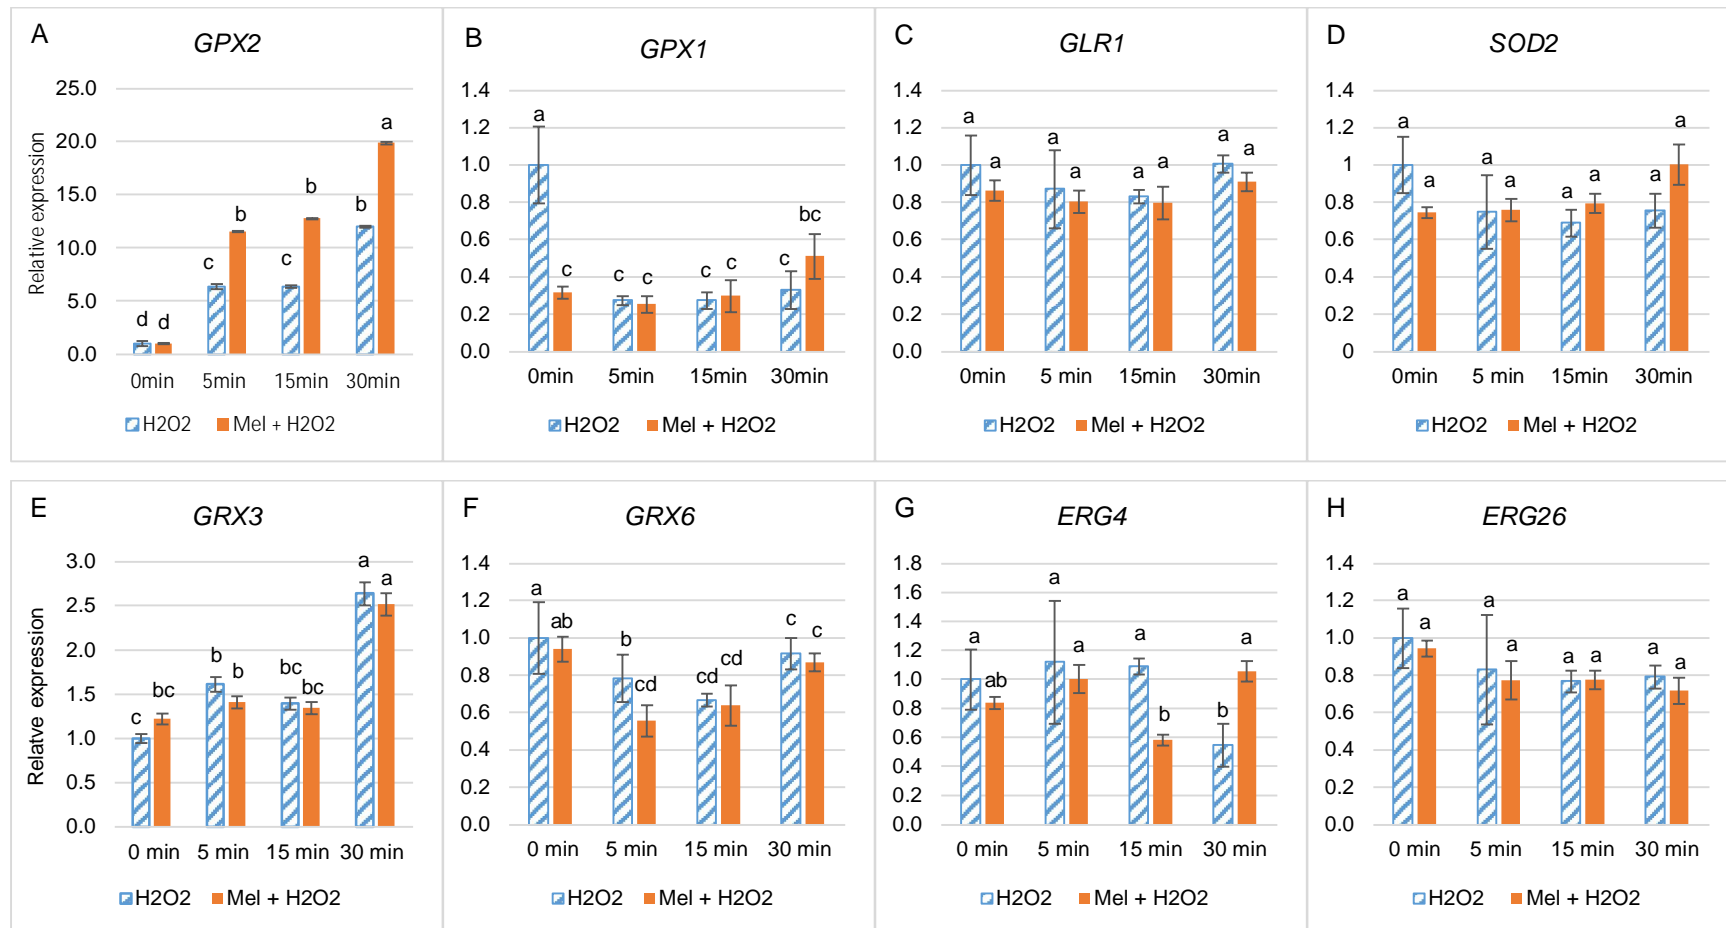 A
GPX2
Relative expression
25.0
20.0
15.0
10.0
5.0
0.0
d d c b c b b a
0min 5min 15min 30min
H2O2 Mel + H2O2
B
GPX1
1.4
1.2
1.0
0.8
0.6
0.4
0.2
0.0
a c c c c c c bc
0min 5min 15min 30min
H2O2 Mel + H2O2
C
GLR1
1.4
1.2
1.0
0.8
0.6
0.4
0.2
0.0
a a a a a a a a
0min 5 min 15min 30min
H2O2 Mel + H2O2
D
SOD2
1.4
1.2
1
0.8
0.6
0.4
0.2
0
a a a a a a a a
0min 5 min 15min 30min
H2O2 Mel + H2O2
E
GRX3
Relative expression
3.0
2.5
2.0
1.5
1.0
0.5
0.0
c bc b b bc bc a a
0 min 5 min 15 min 30 min
H2O2 Mel + H2O2
F
GRX6
1.4
1.2
1.0
0.8
0.6
0.4
0.2
0.0
a ab b cd cd cd c c
0 min 5 min 15 min 30 min
H2O2 Mel + H2O2
G
ERG4
1.8
1.6
1.4
1.2
1.0
0.8
0.6
0.4
0.2
0.0
a ab a a a b b a
0 min 5 min 15 min 30 min
H2O2 Mel + H2O2
H
ERG26
1.4
1.2
1.0
0.8
0.6
0.4
0.2
0.0
a a a a a a a a
0 min 5 min 15 min 30 min
H2O2 Mel + H2O2